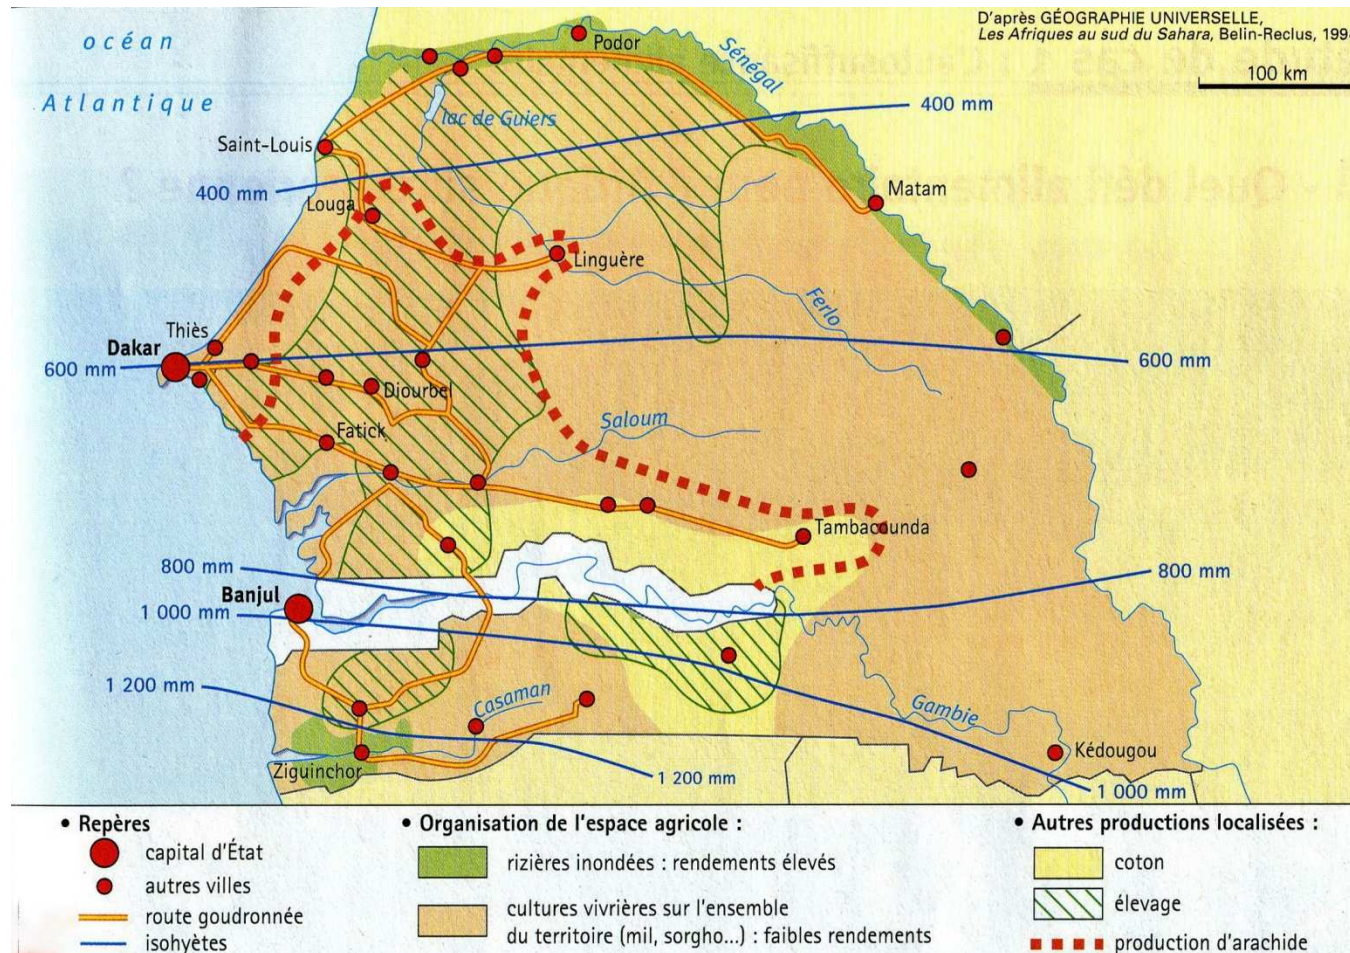 D'après GÉOGRAPHIE UNIVERSELLE,
Les Afriques au sud du Sahara, Belin-Reclus, 1994
100 km
océan
Atlantique
Podor
Sénégal
400 mm
lac de Guiers
Saint-Louis
400 mm
Louga
Matam
Linguère
Ferlo
Thiès
Dakar
600 mm
600 mm
Diourbel
Saloum
Fatick
Tambacounda
800 mm
800 mm
Banjul
1 000 mm
1 200 mm
Casaman
Gambie
Ziguinchor
Kédougou
1 200 mm
1 000 mm
• Repères
capital d'État
autres villes
route goudronnée
isohyètes
• Organisation de l'espace agricole :
rizières inondées : rendements élevés
cultures vivrières sur l'ensemble
du territoire (mil, sorgho...) : faibles rendements
• Autres productions localisées :
coton
élevage
production d'arachide